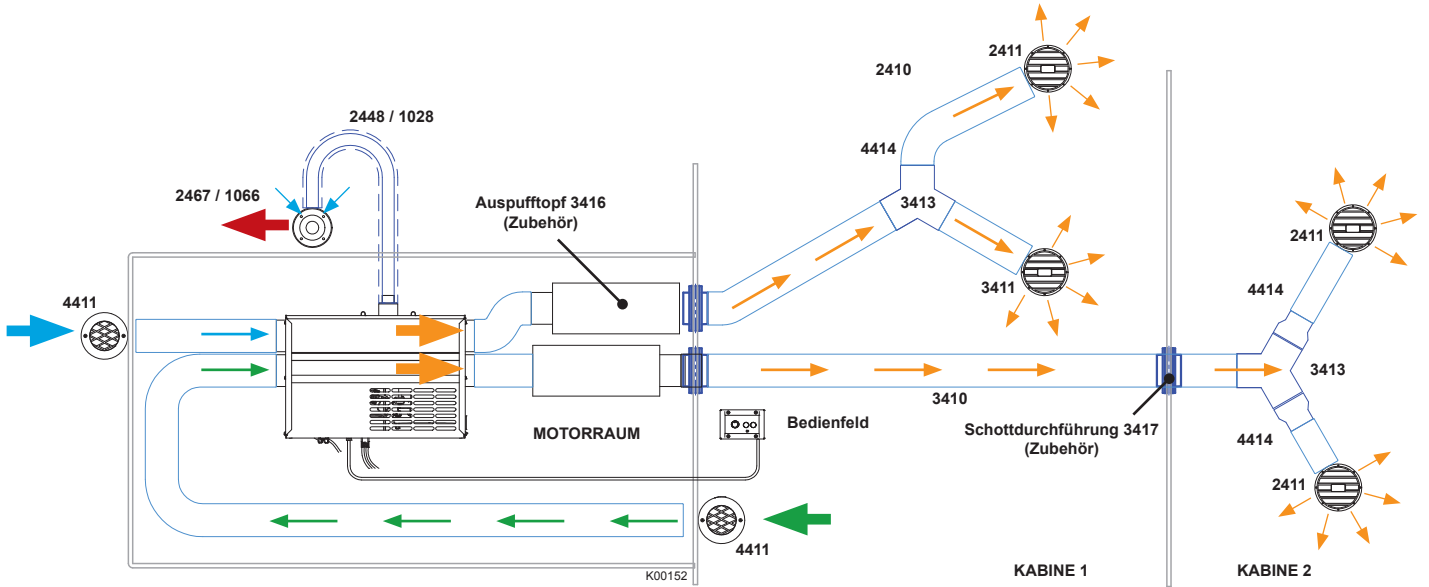 2411
2410
2448 / 1028
4414
2467 / 1066
Auspufftopf 3416
(Zubehör)
3413
2411
4411
3411
4414
3413
3410
Bedienfeld
MOTORRAUM
Schottdurchführung 3417
(Zubehör)
4414
2411
4411
K00152
KABINE 1
KABINE 2